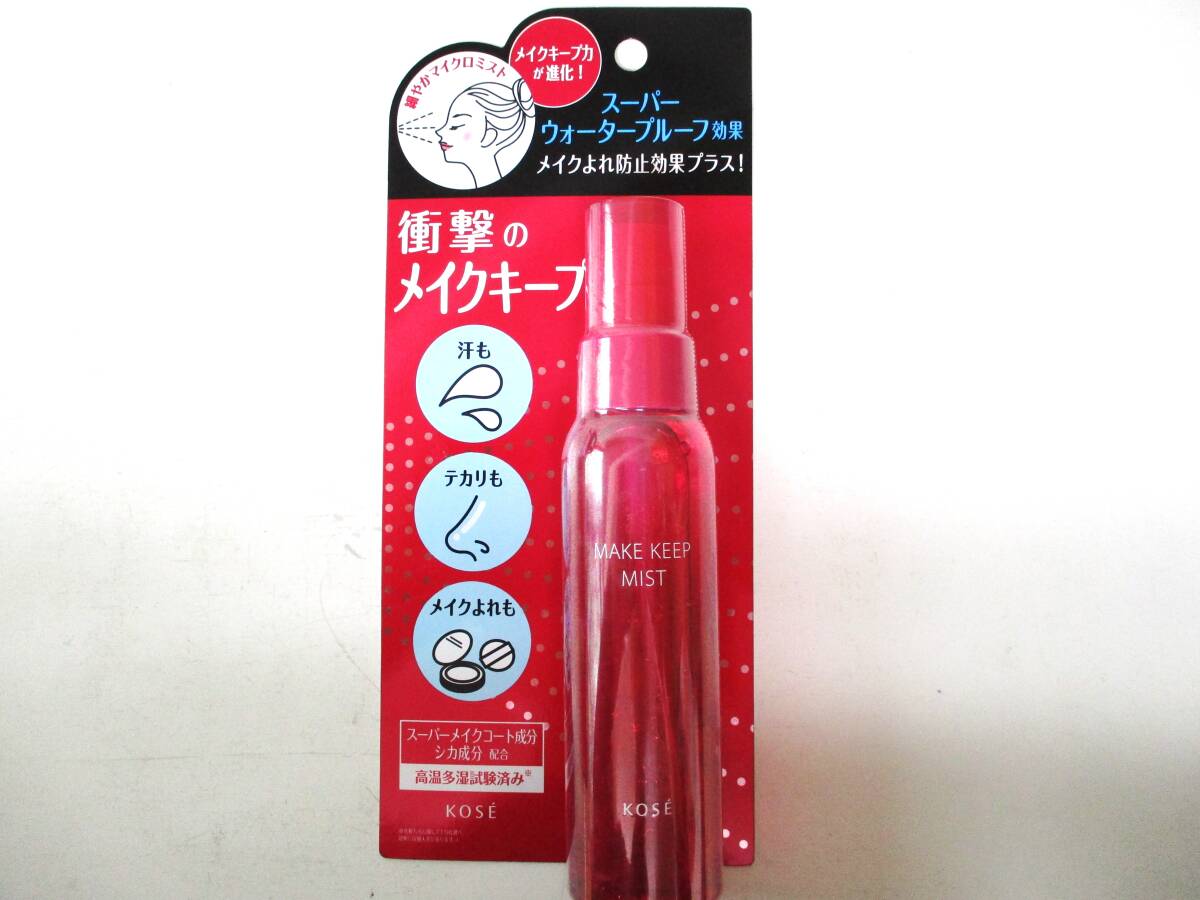 細やかマイクロミスト
メイクキープ力
が進化！
スーパー
ウォータープルーフ効果
メイクよれ防止効果プラス！
衝撃の
メイクキープ
汗も
テカリも
メイクよれも
スーパーメイクコート成分
シカ成分 配合
高温多湿試験済み※
KOSÉ
MAKE KEEP
MIST
KOSÉ